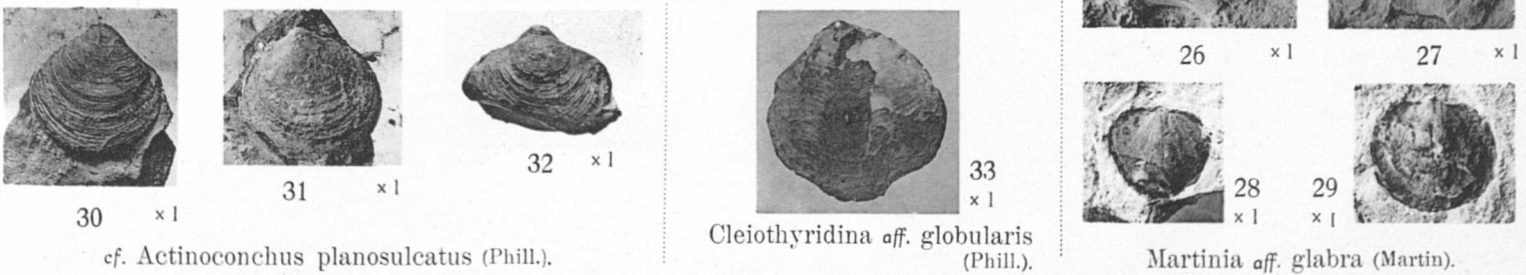 30 × 1
31 × 1
32 × 1
cf. Actinoconchus planosulcatus (Phill.).
33
× 1
Cleiothyridina aff. globularis
(Phill.).
26 × 1
27 × 1
28
× 1
29
× 1
Martinia aff. glabra (Martin).